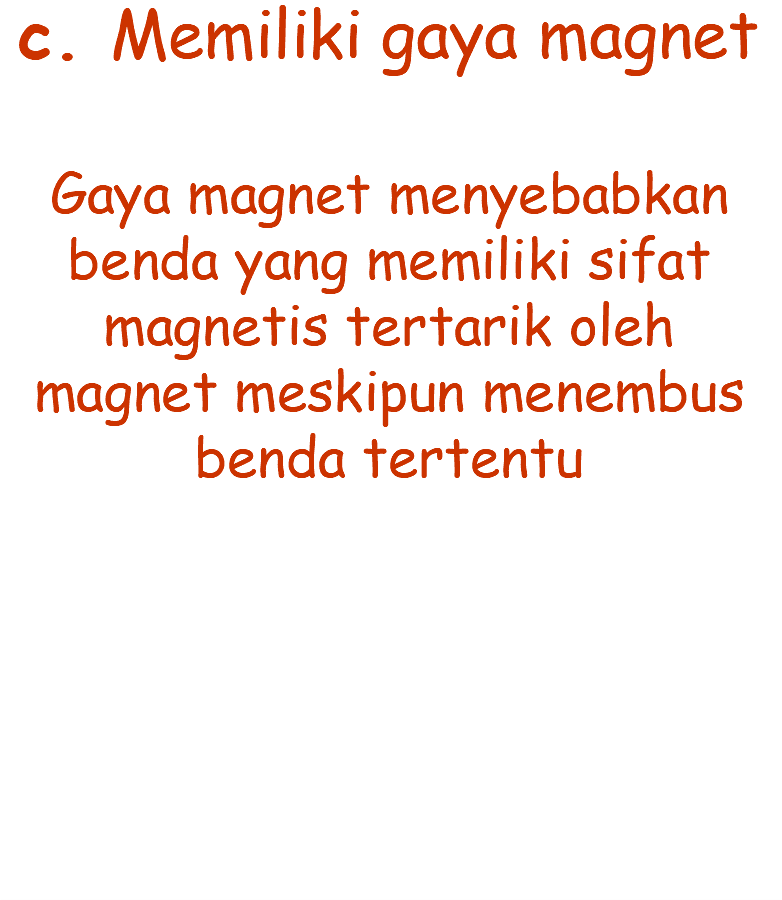 c. Memiliki gaya magnet
Gaya magnet menyebabkan
benda yang memiliki sifat
magnetis tertarik oleh
magnet meskipun menembus
benda tertentu